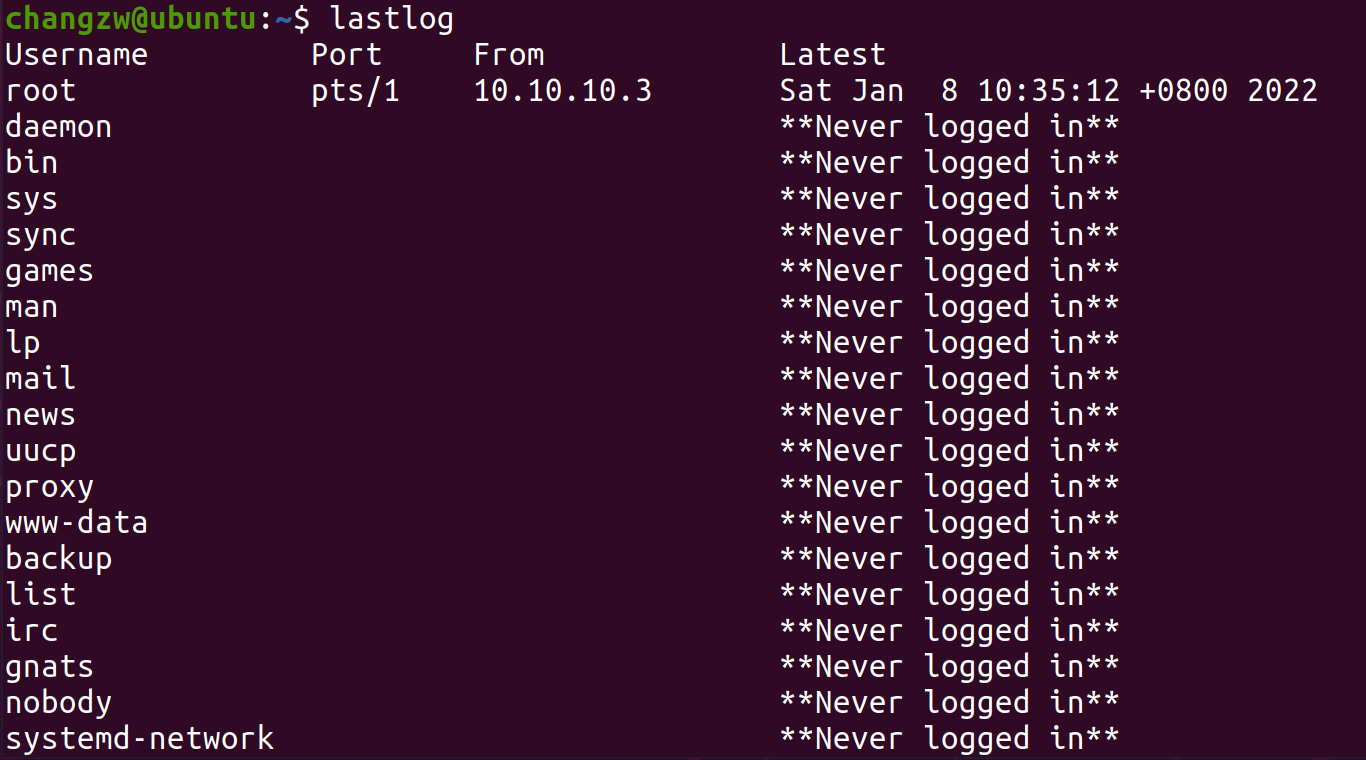 changzw@ubuntu:~$ lastlog
Username         Port     From             Latest
root             pts/1    10.10.10.3       Sat Jan  8 10:35:12 +0800 2022
daemon                                     **Never logged in**
bin                                        **Never logged in**
sys                                        **Never logged in**
sync                                       **Never logged in**
games                                      **Never logged in**
man                                        **Never logged in**
lp                                         **Never logged in**
mail                                       **Never logged in**
news                                       **Never logged in**
uucp                                       **Never logged in**
proxy                                      **Never logged in**
www-data                                   **Never logged in**
backup                                     **Never logged in**
list                                       **Never logged in**
irc                                        **Never logged in**
gnats                                      **Never logged in**
nobody                                     **Never logged in**
systemd-network                            **Never logged in**